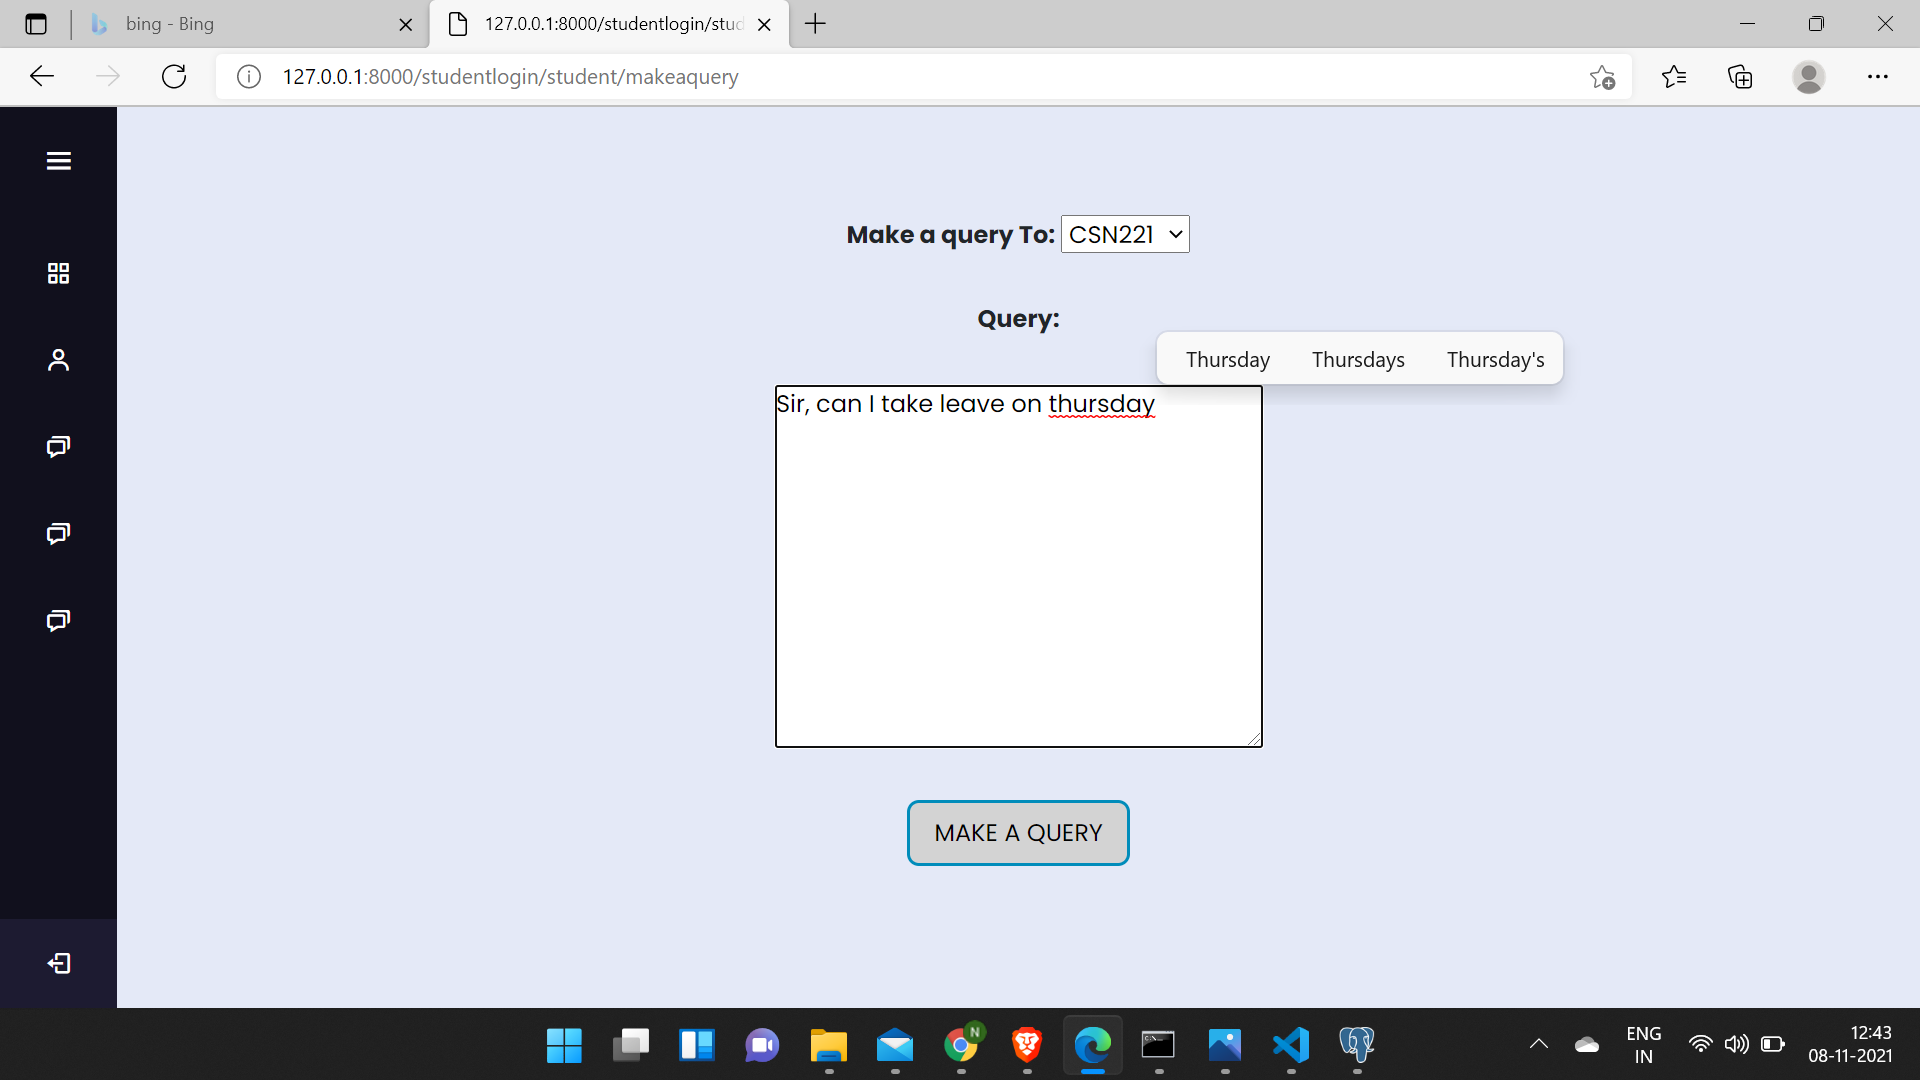 bing - Bing
127.0.0.1:8000/studentlogin/stud
127.0.0.1:8000/studentlogin/student/makeaquery
Make a query To: CSN221
Query:
Thursday Thursdays Thursday's
Sir, can I take leave on thursday
MAKE A QUERY
N
ENG
IN
12:43
08-11-2021